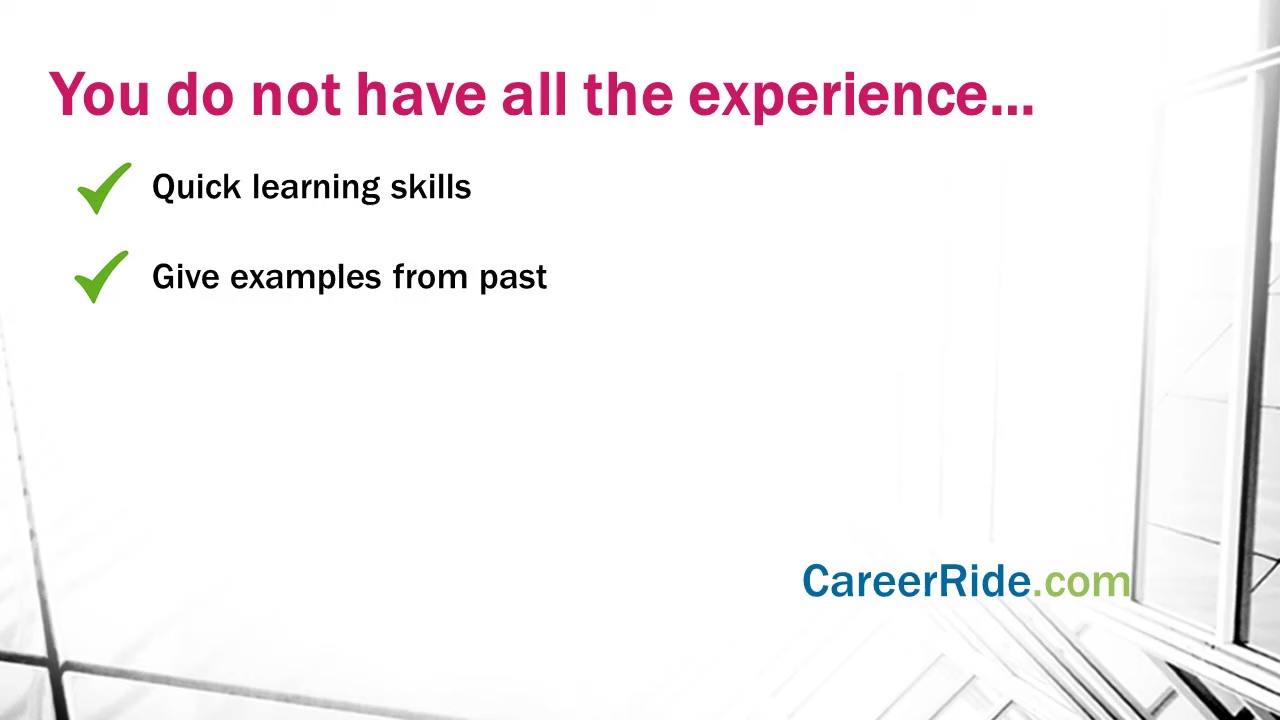 You do not have all the experience...
Quick learning skills
Give examples from past
CareerRide.com